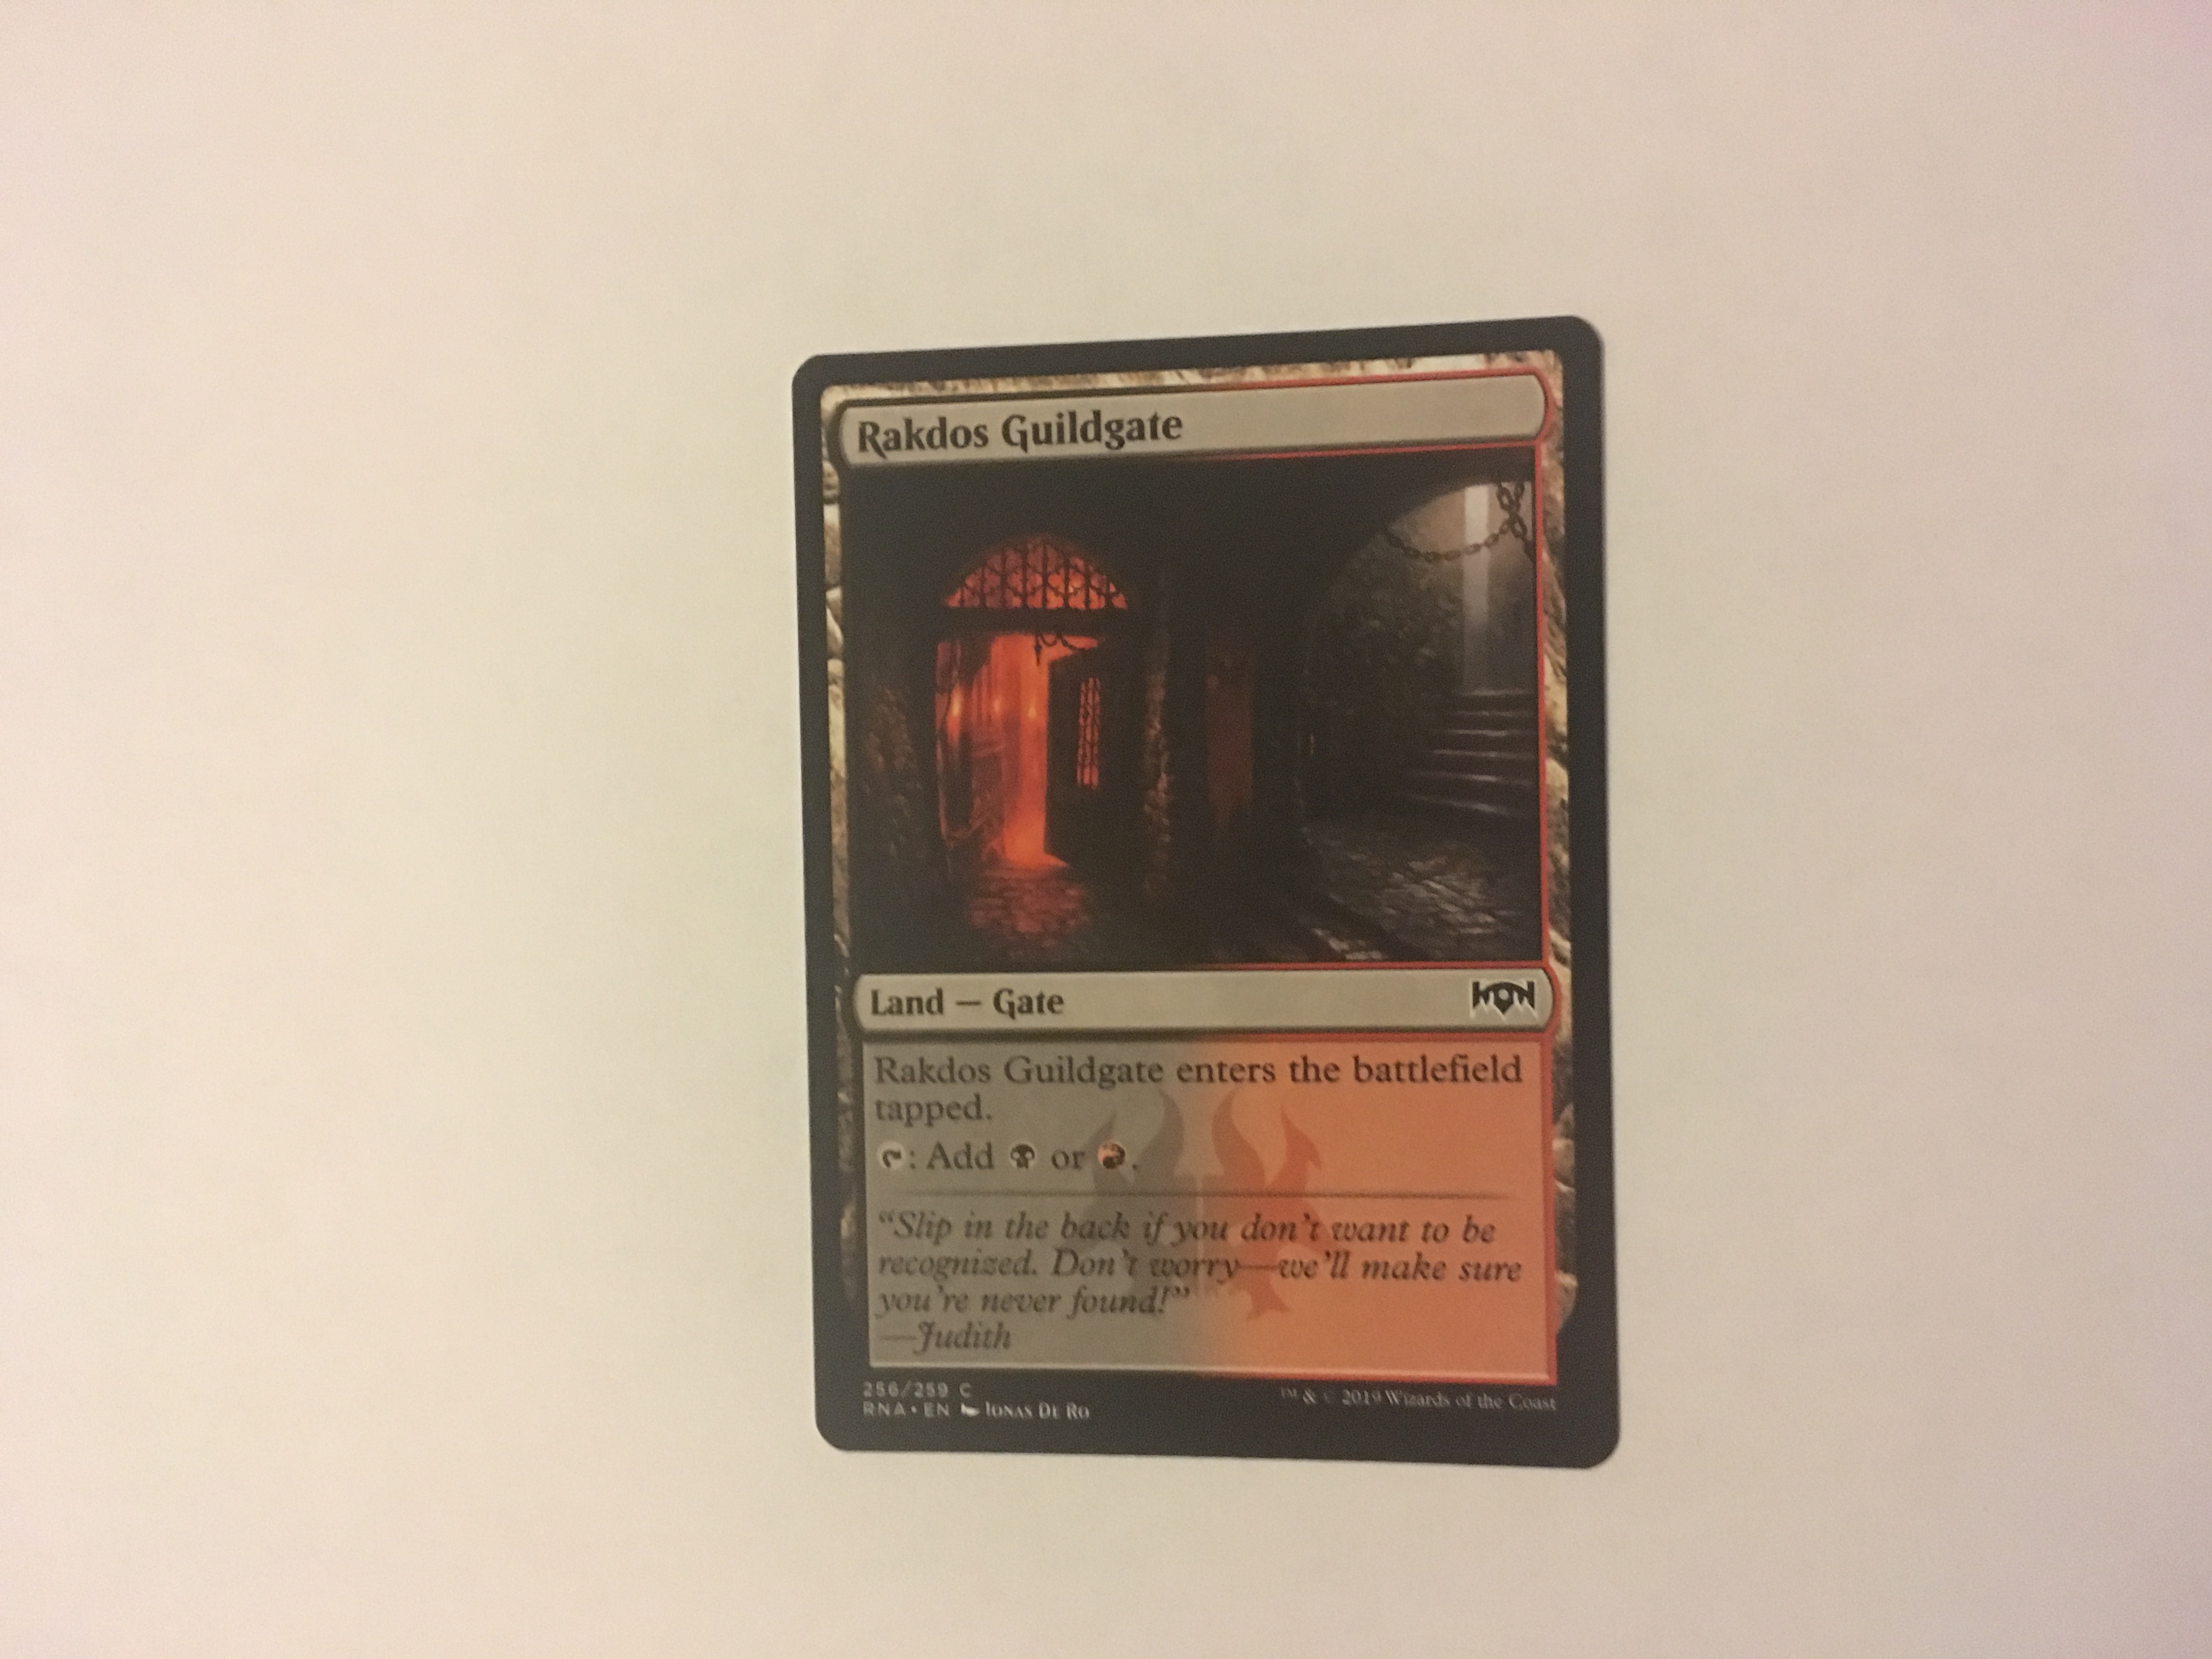 Rakdos Guildgate
Land — Gate
Rakdos Guildgate enters the battlefield
tapped.
: Add or .
“Slip in the back if you don’t want to be
recognized. Don’t worry—we’ll make sure
you’re never found!”
—Judith
256/259 C
RNA • EN Jonas De Ro
™ & © 2019 Wizards of the Coast